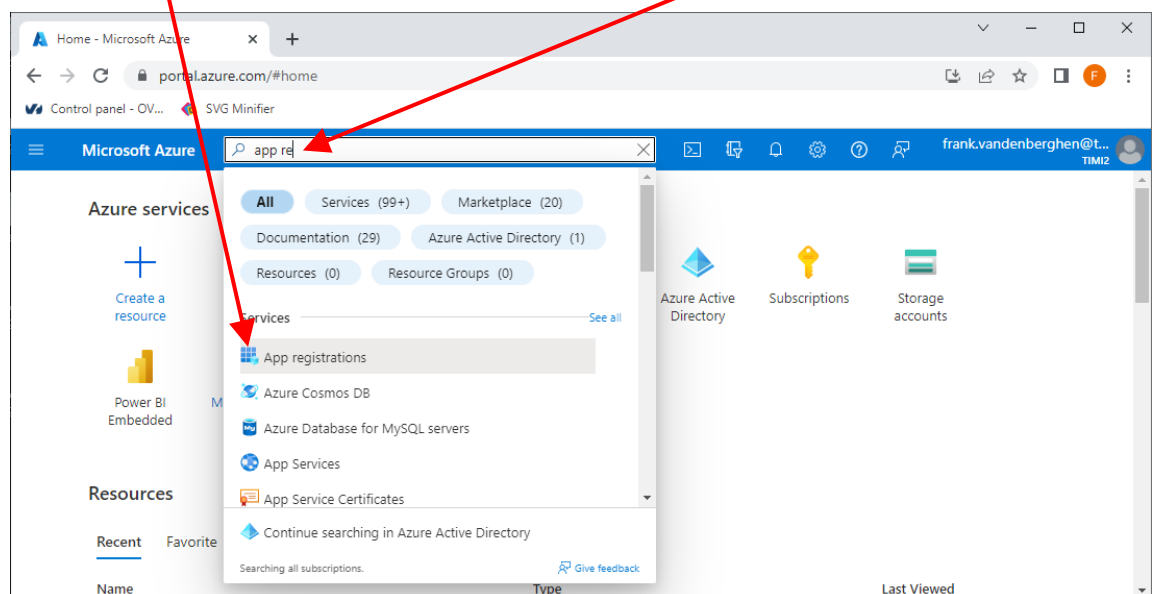 Home - Microsoft Azure
portal.azure.com/#home
F
Control panel - OV... SVG Minifier
Microsoft Azure
app re
frank.vandenberghen@t...
TIMI2
All Services (99+) Marketplace (20)
Documentation (29) Azure Active Directory (1)
Resources (0) Resource Groups (0)
Azure services
Create a
resource
Azure Active
Directory
Subscriptions
Storage
accounts
Services See all
App registrations
Azure Cosmos DB
Azure Database for MySQL servers
App Services
App Service Certificates
Power BI
Embedded
M
Resources
Continue searching in Azure Active Directory
Recent Favorite
Searching all subscriptions. Give feedback
Name Type Last Viewed